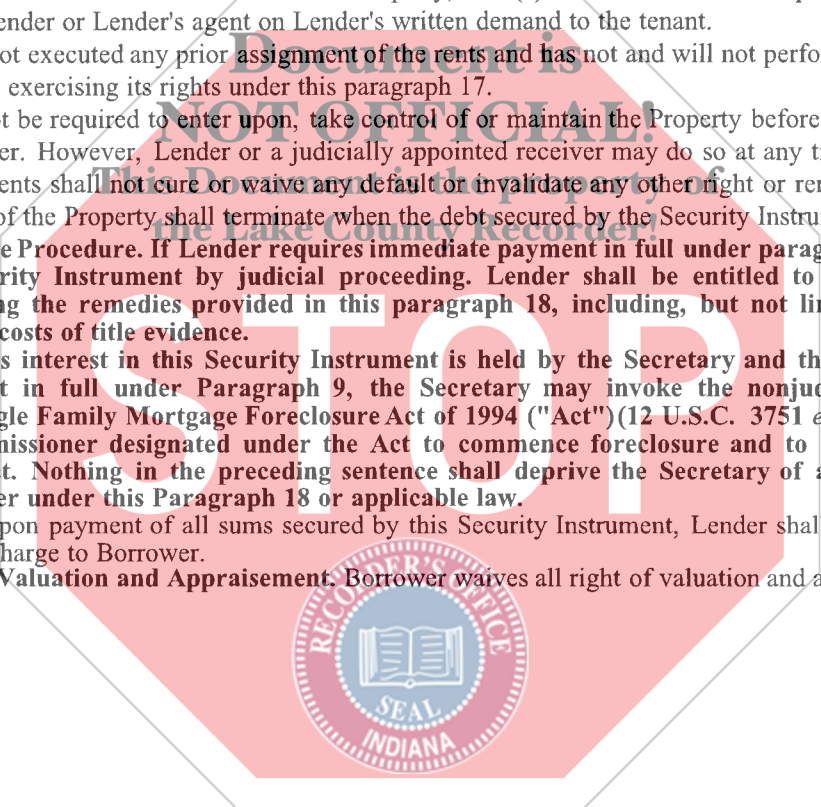 ender or Lender's agent on Lender's written demand to the tenant.
ot executed any prior assignment of the rents and has not and will not perfo
Document is
exercising its rights under this paragraph 17.
NOT OFFICIAL!
t be required to enter upon, take control of or maintain the Property before
er. However, Lender or a judicially appointed receiver may do so at any t
This Document is the property of
ents shall not cure or waive any default or invalidate any other right or re
of the Property shall terminate when the debt secured by the Security Instru
the Lake County Recorder!
e Procedure. If Lender requires immediate payment in full under parag
rity Instrument by judicial proceeding. Lender shall be entitled to
ng the remedies provided in this paragraph 18, including, but not li
costs of title evidence.
s interest in this Security Instrument is held by the Secretary and th
t in full under Paragraph 9, the Secretary may invoke the nonjud
gle Family Mortgage Foreclosure Act of 1994 ("Act")(12 U.S.C. 3751 e
missioner designated under the Act to commence foreclosure and to
t. Nothing in the preceding sentence shall deprive the Secretary of a
er under this Paragraph 18 or applicable law.
STOP
pon payment of all sums secured by this Security Instrument, Lender shal
harge to Borrower.
Valuation and Appraisement. Borrower waives all right of valuation and a
RECORDER'S OFFICE
SEAL
INDIANA